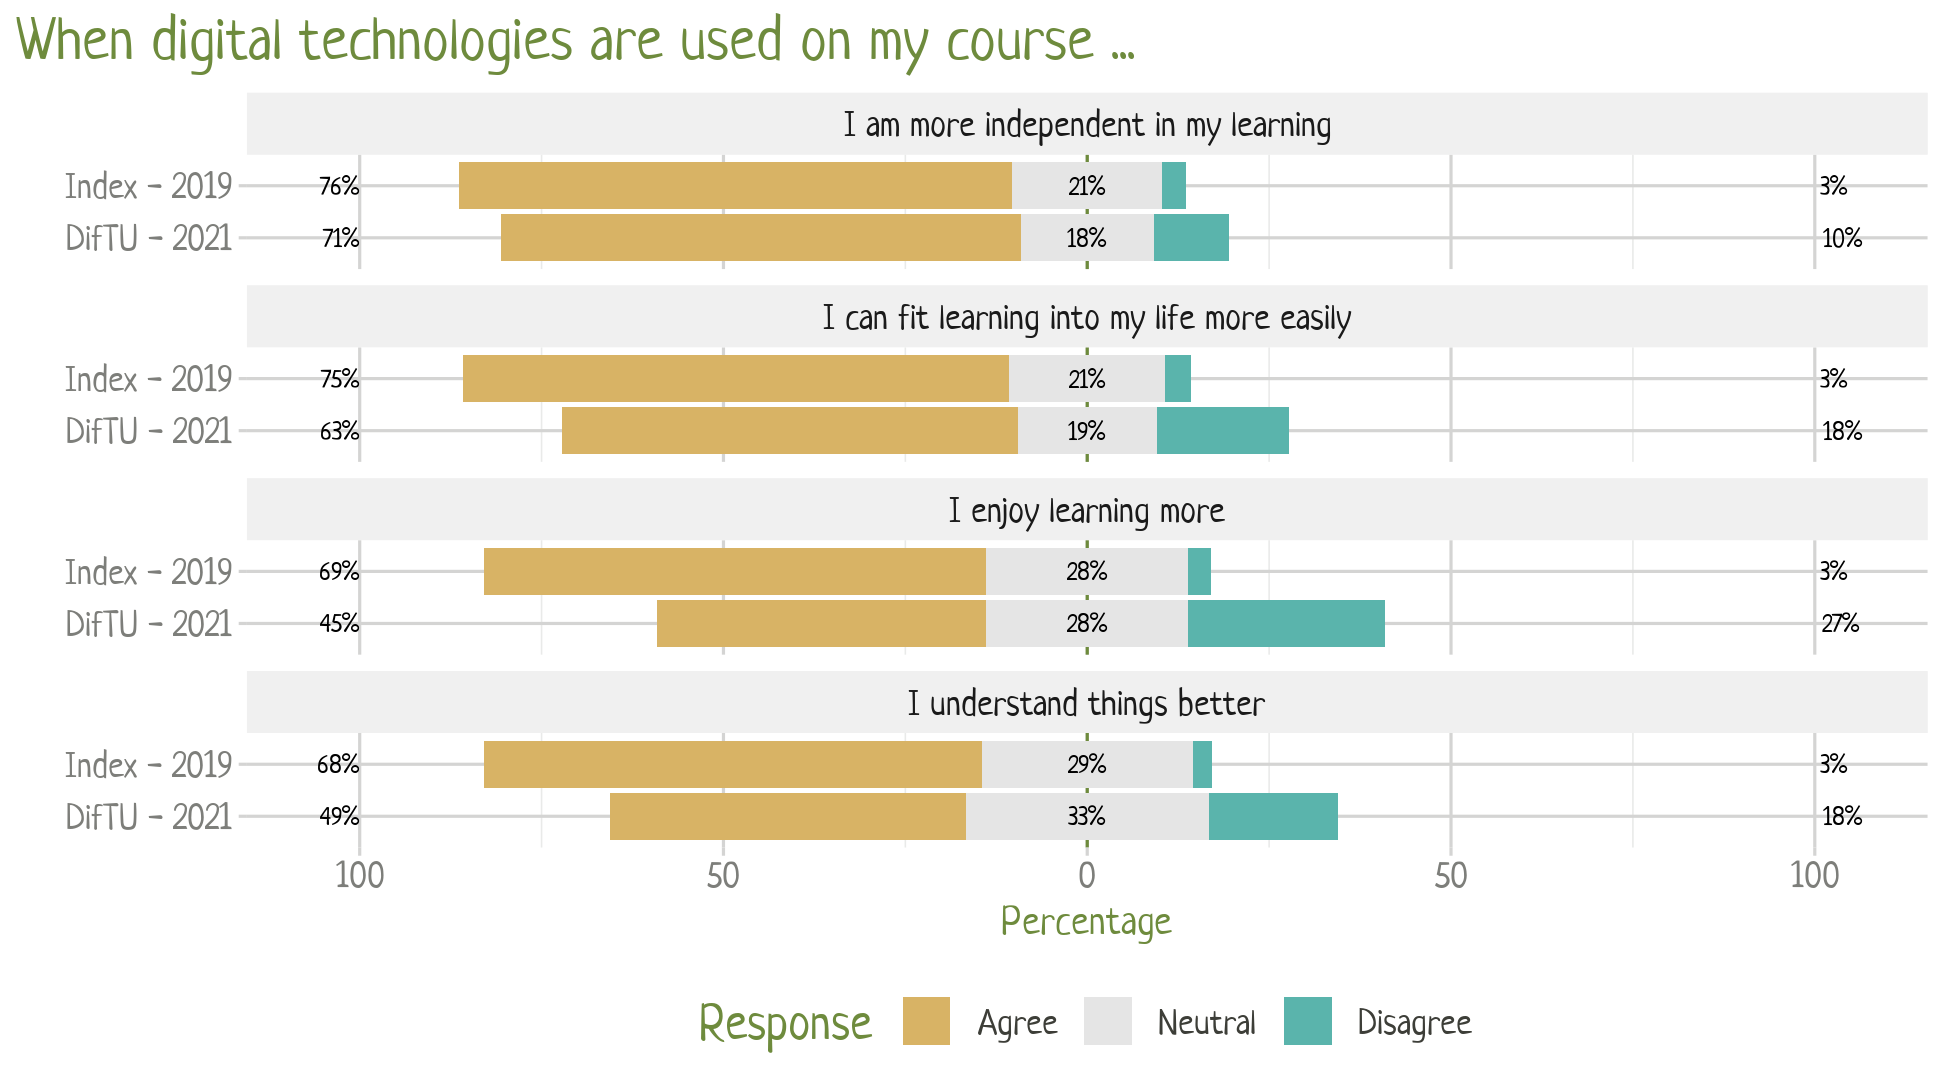 When digital technologies are used on my course ...
I am more independent in my learning
Index - 2019 76% 21% 3%
DifTU - 2021 71% 18% 10%
I can fit learning into my life more easily
Index - 2019 75% 21% 3%
DifTU - 2021 63% 19% 18%
I enjoy learning more
Index - 2019 69% 28% 3%
DifTU - 2021 45% 28% 27%
I understand things better
Index - 2019 68% 29% 3%
DifTU - 2021 49% 33% 18%
100 50 0 50 100
Percentage
Response Agree Neutral Disagree